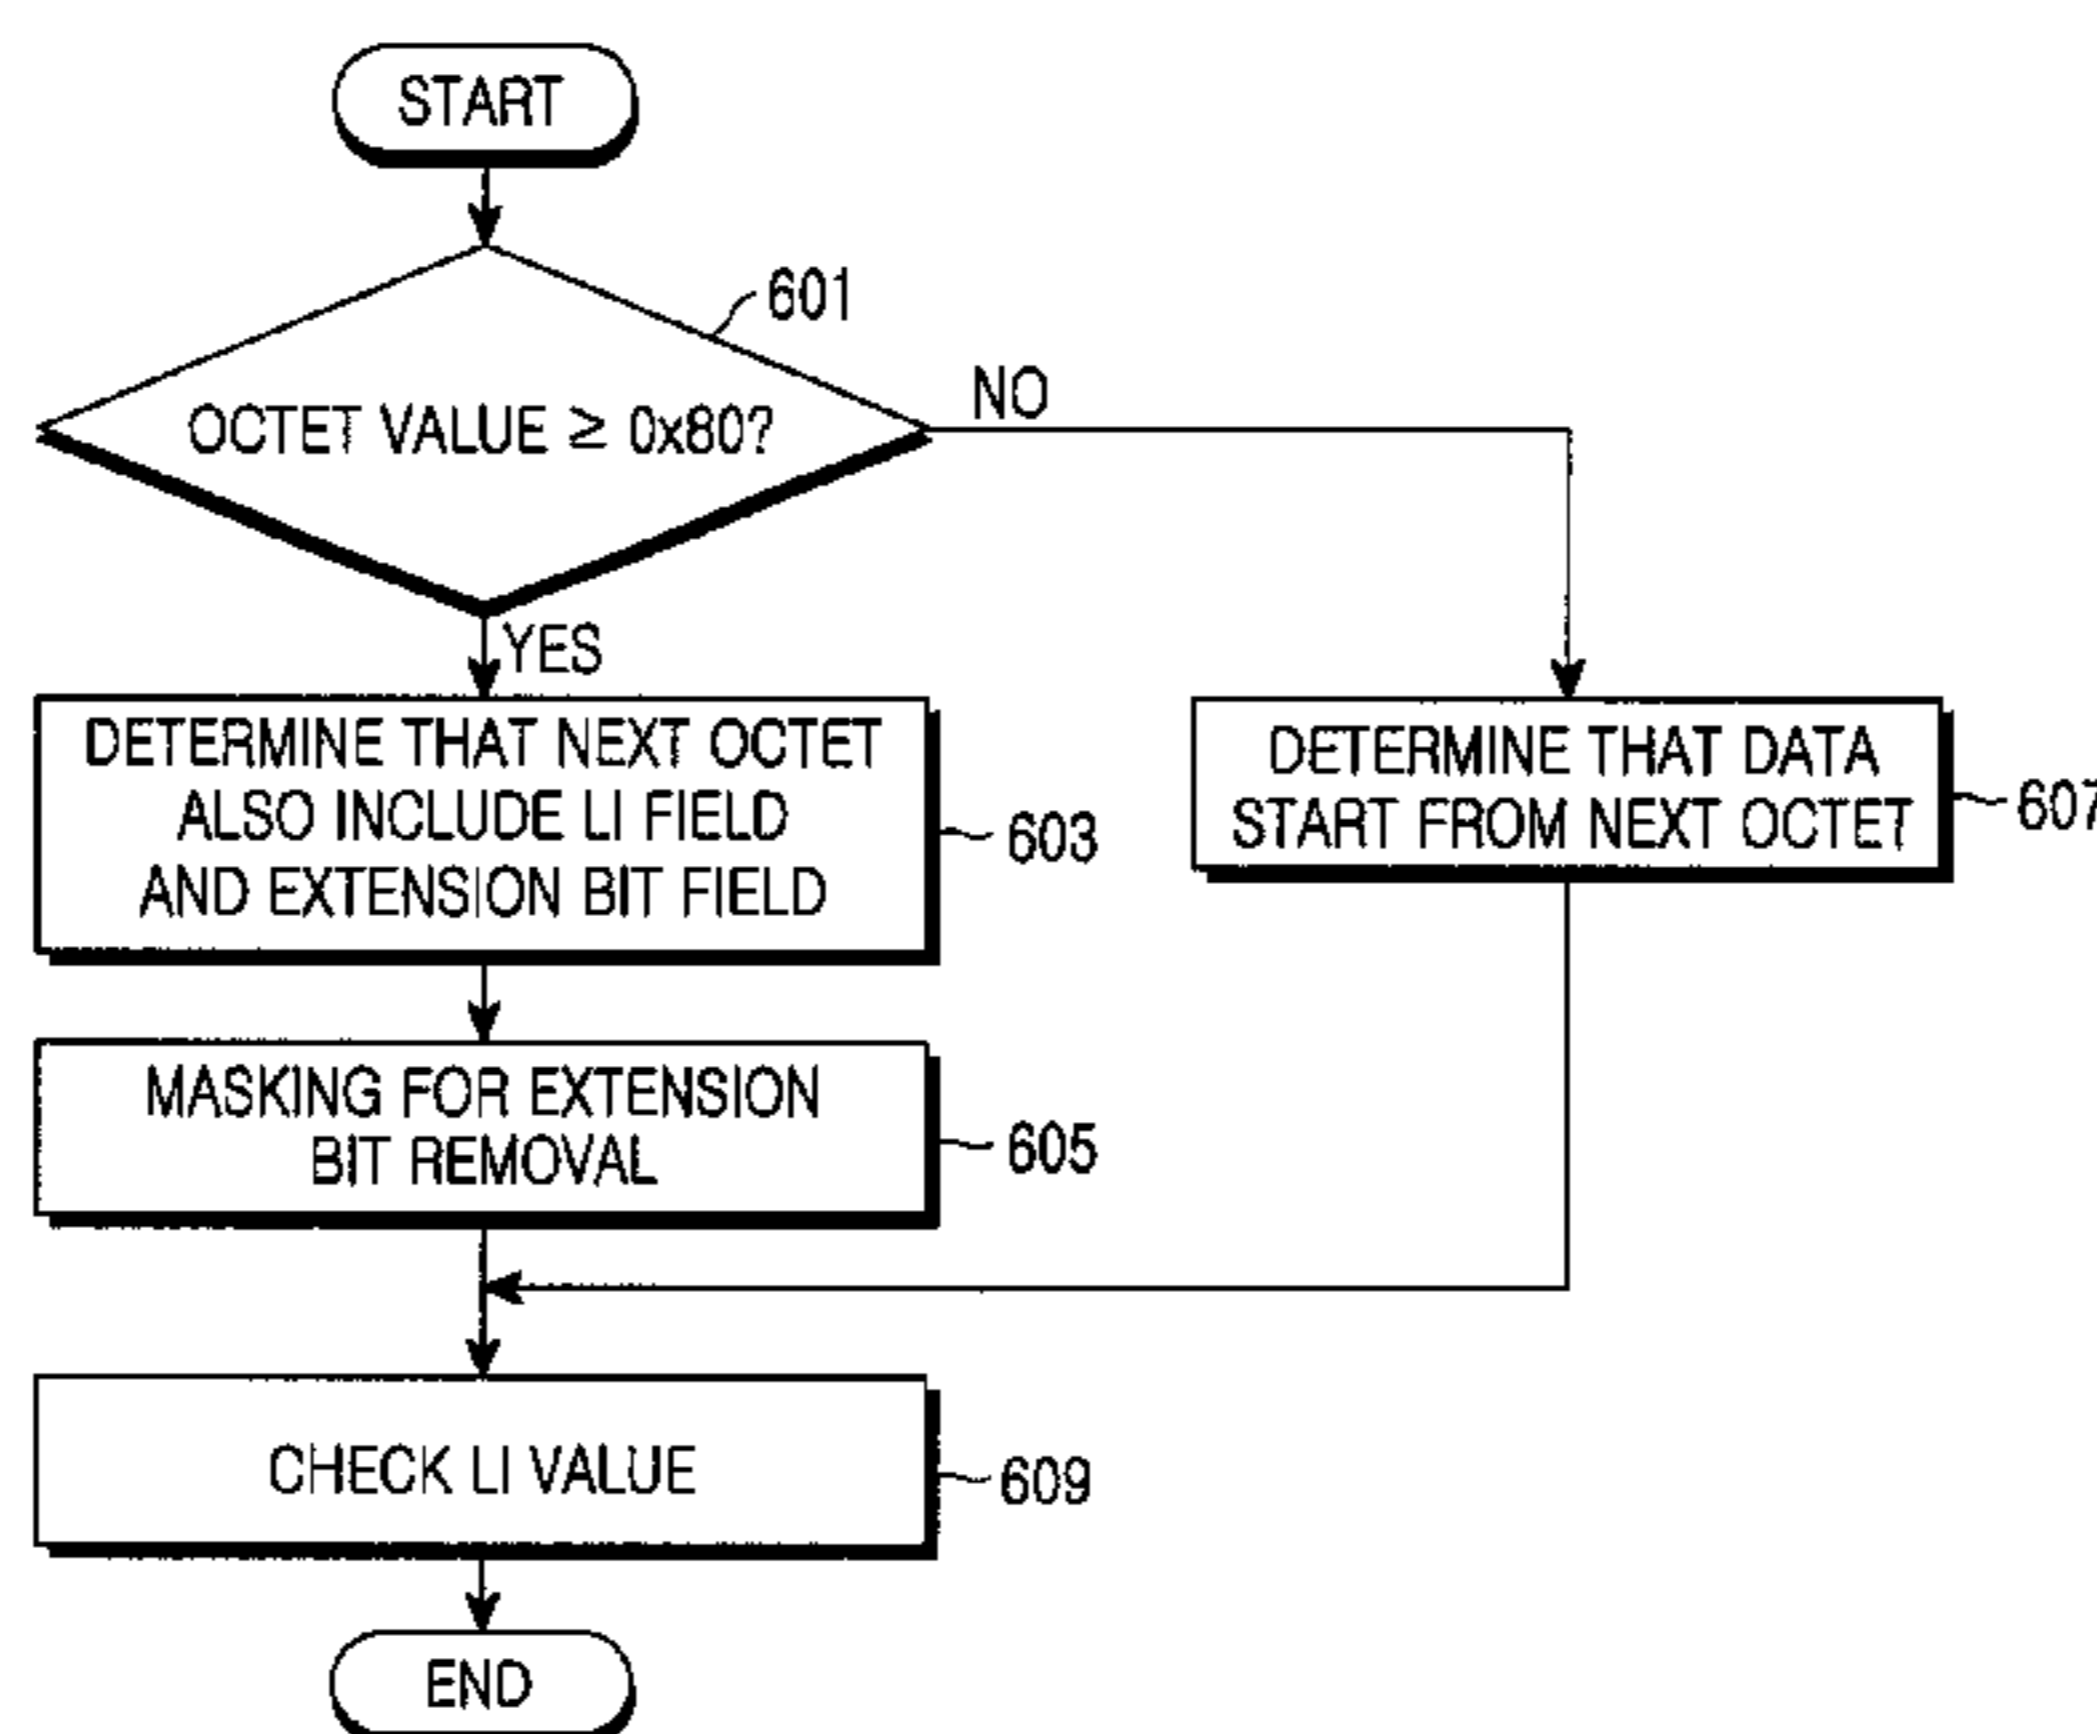 START
601
OCTET VALUE ≥ 0x80?
NO
YES
DETERMINE THAT NEXT OCTET
ALSO INCLUDE LI FIELD
AND EXTENSION BIT FIELD
603
DETERMINE THAT DATA
START FROM NEXT OCTET
607
MASKING FOR EXTENSION
BIT REMOVAL
605
CHECK LI VALUE
609
END